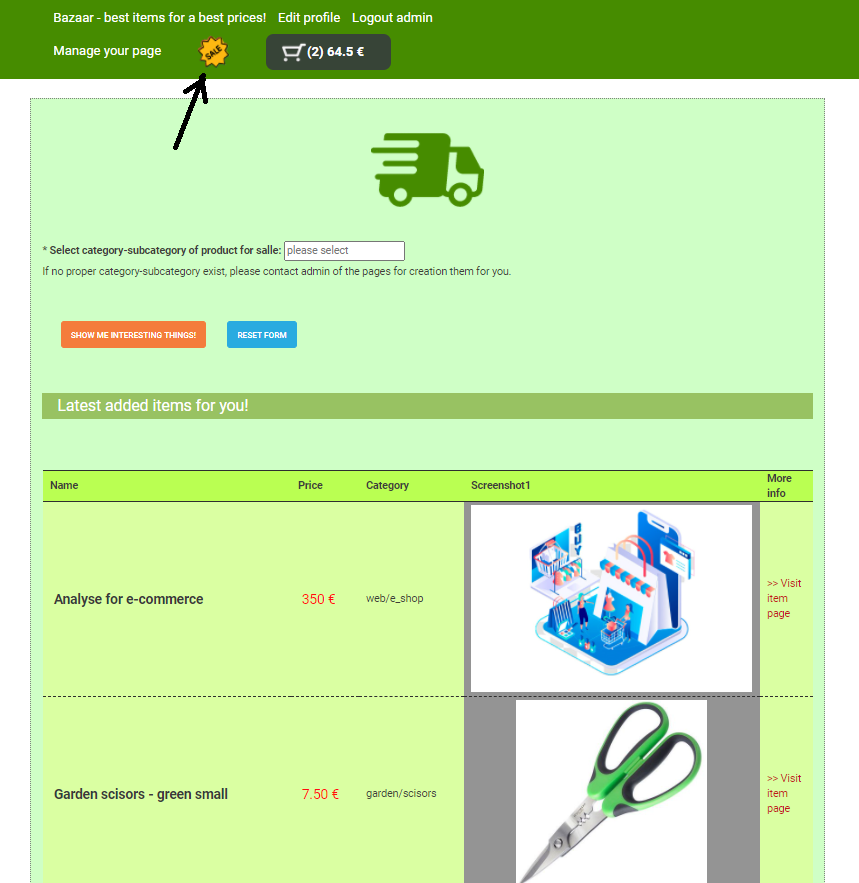 Bazaar - best items for a best prices! Edit profile Logout admin
Manage your page SALE (2) 64.5 €
* Select category-subcategory of product for salle: please select
If no proper category-subcategory exist, please contact admin of the pages for creation them for you.
SHOW ME INTERESTING THINGS! RESET FORM
Latest added items for you!
Name Price Category Screenshot1 More
info
BUY
Analyse for e-commerce 350 € web/e_shop >> Visit
item
page
Garden scisors - green small 7.50 € garden/scisors >> Visit
item
page